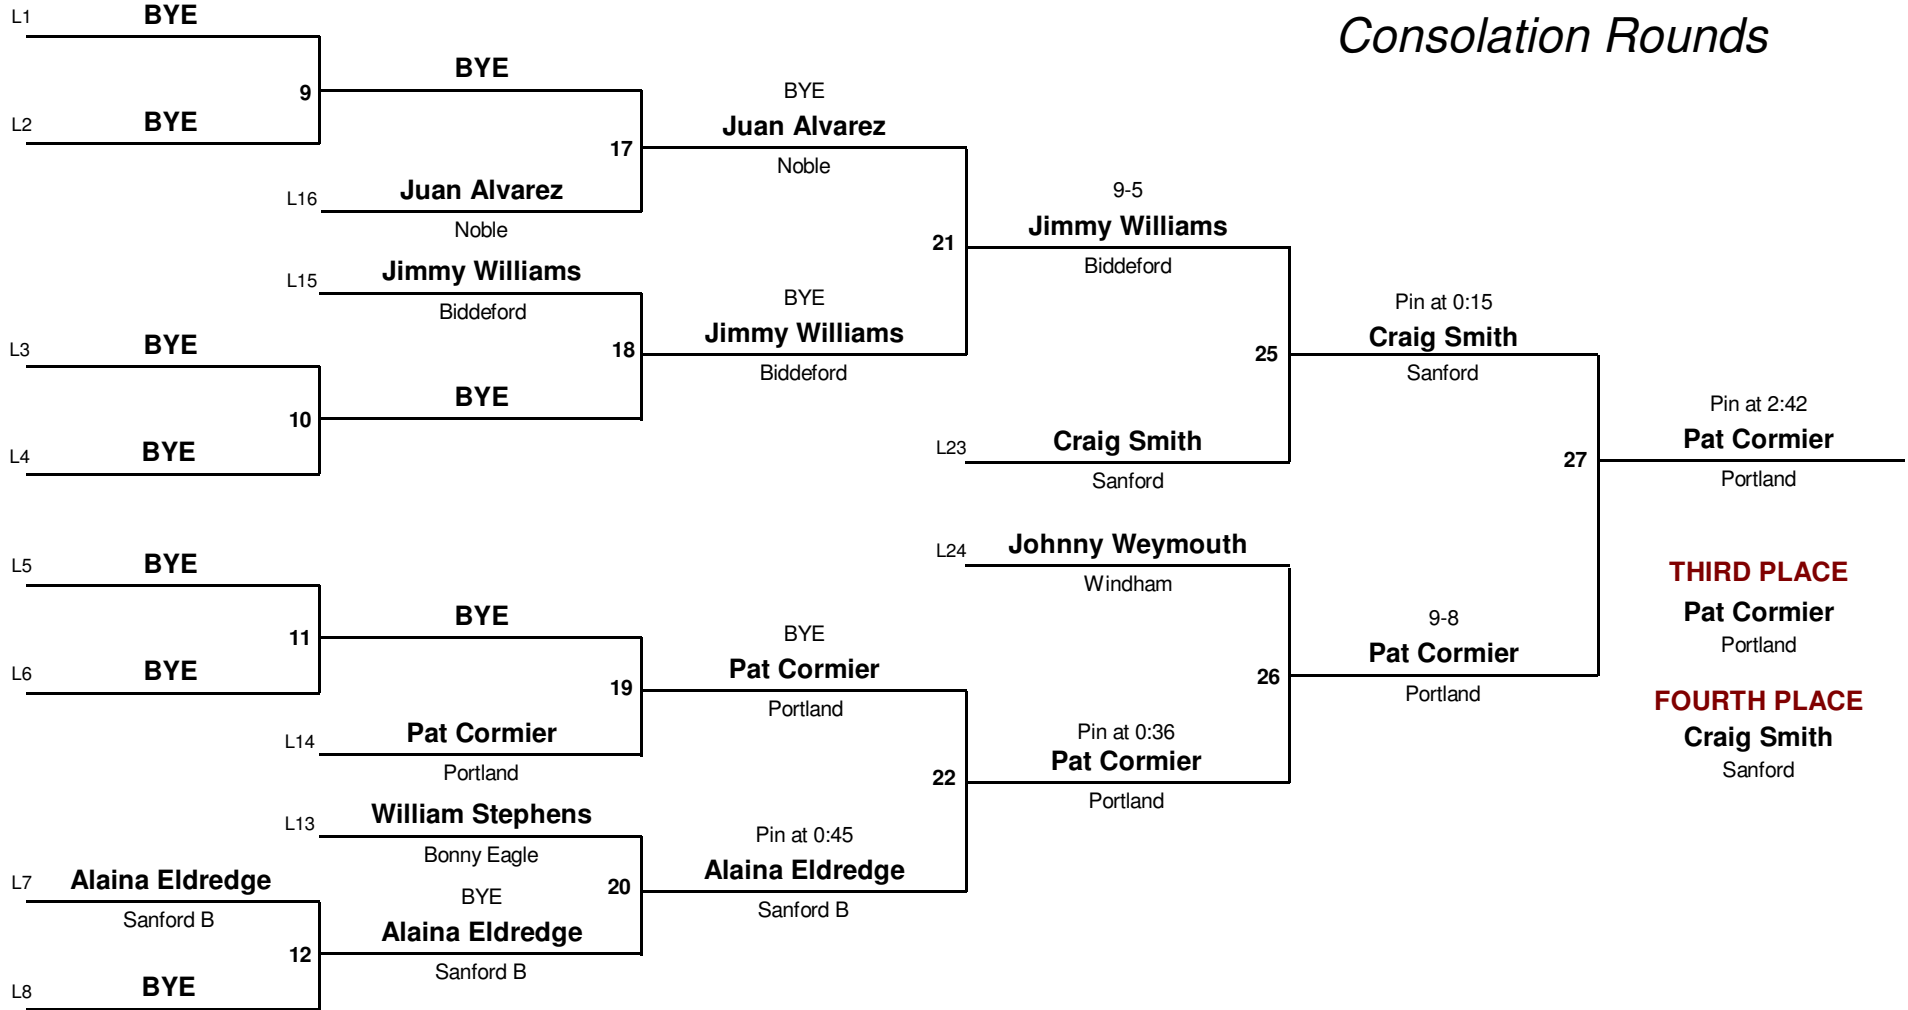 Consolation Rounds
L1
BYE
9
L2
BYE
BYE
17
L16
Juan Alvarez
Noble
BYE
Juan Alvarez
Noble
L15
Jimmy Williams
Biddeford
18
BYE
Jimmy Williams
Biddeford
L3
BYE
10
BYE
L4
BYE
21
9-5
Jimmy Williams
Biddeford
25
L23
Craig Smith
Sanford
Pin at 0:15
Craig Smith
Sanford
27
Pin at 2:42
Pat Cormier
Portland
L24
Johnny Weymouth
Windham
26
9-8
Pat Cormier
Portland
L5
BYE
11
BYE
L6
BYE
19
L14
Pat Cormier
Portland
BYE
Pat Cormier
Portland
22
Pin at 0:36
Pat Cormier
Portland
L13
William Stephens
Bonny Eagle
20
Pin at 0:45
Alaina Eldredge
Sanford B
L7
Alaina Eldredge
Sanford B
12
BYE
Alaina Eldredge
Sanford B
L8
BYE
THIRD PLACE
Pat Cormier
Portland
FOURTH PLACE
Craig Smith
Sanford